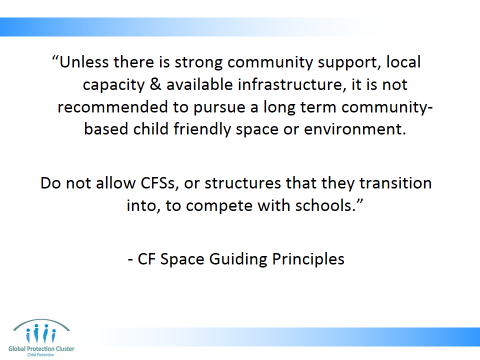 “Unless there is strong community support, local
capacity & available infrastructure, it is not
recommended to pursue a long term community-
based child friendly space or environment.
Do not allow CFSs, or structures that they transition
into, to compete with schools.”
- CF Space Guiding Principles
Global Protection Cluster
Child Protection